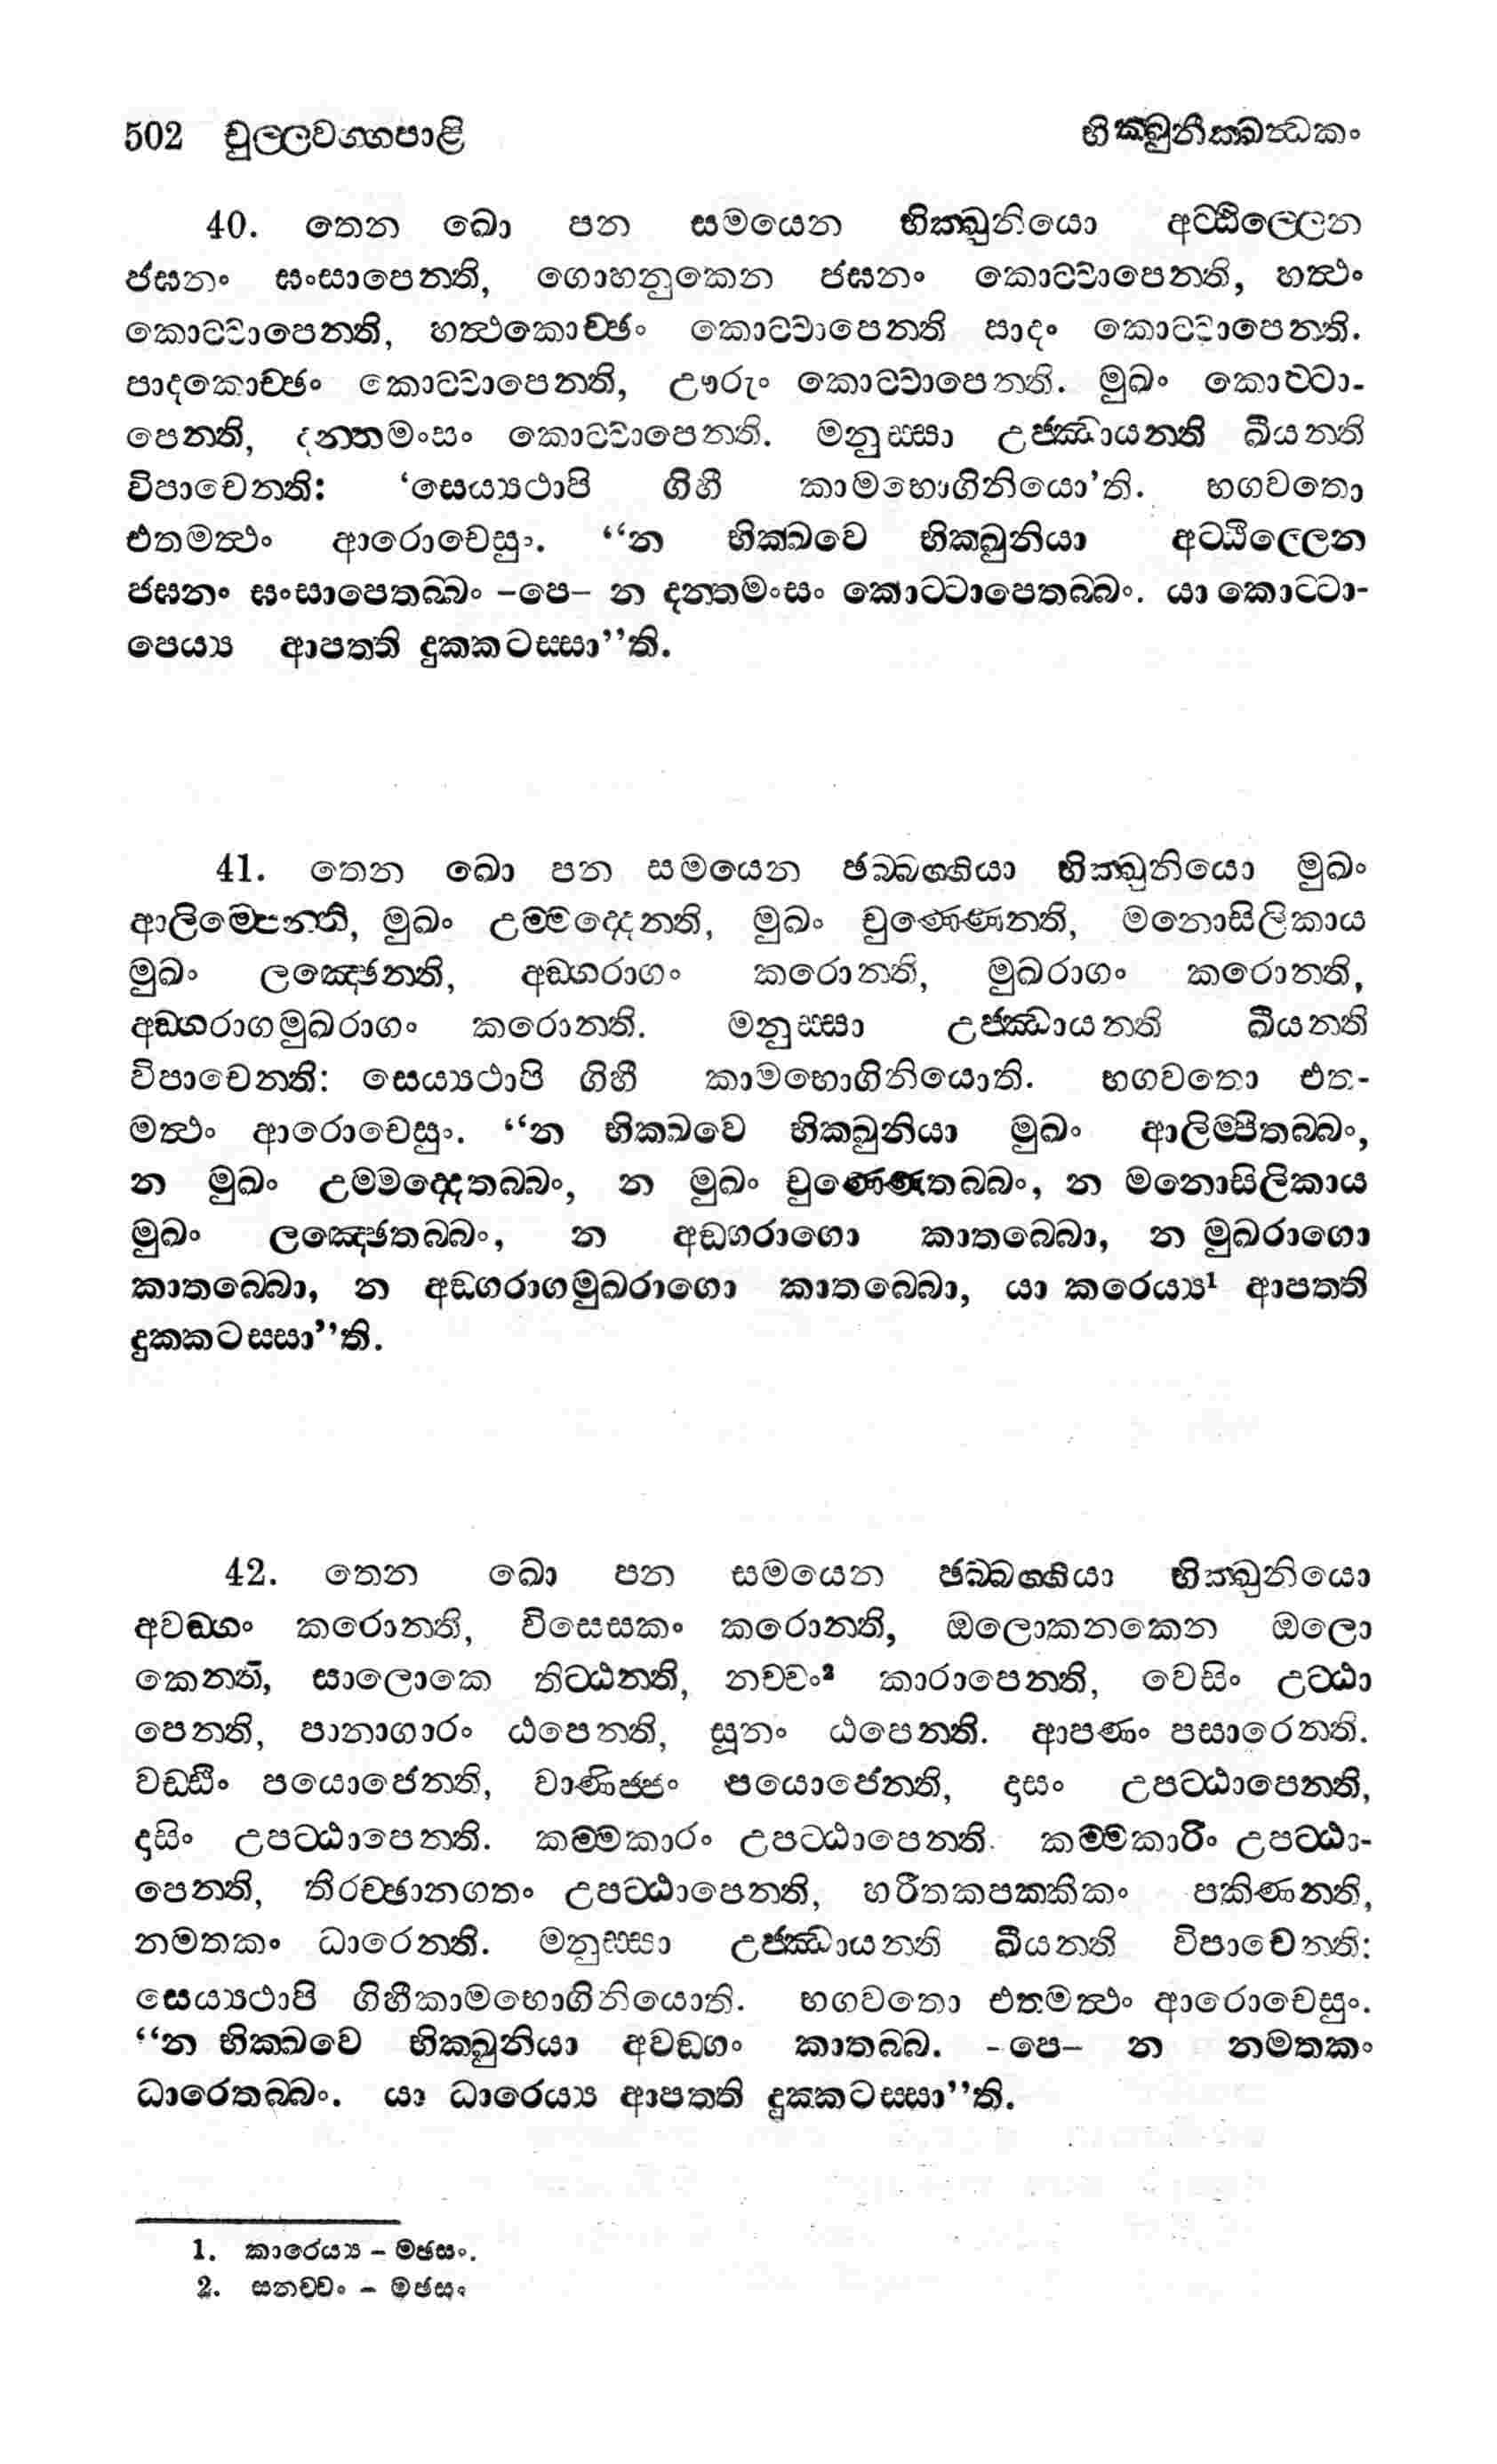 502 චුල්ලවග්ගපාළි භික්ඛුනීක්ඛන්ධකං
40. තෙන ඛො පන සමයෙන භික්ඛුනියො අට්ඨිල්ලෙන
ජඝනං ඝංසාපෙන්ති, ගොහනුකෙන ජඝනං කොට්ටාපෙන්ති, හත්ථං
කොට්ටාපෙන්ති, හත්ථකොච්ඡං කොට්ටාපෙන්ති පාදං කොට්ටාපෙන්ති.
පාදකොච්ඡං කොට්ටාපෙන්ති, ඌරුං කොට්ටාපෙන්ති. මුඛං කොට්ටා-
පෙන්ති, දන්තමංසං කොට්ටාපෙන්ති. මනුස්සා උජ්ඣායන්ති ඛීයන්ති
විපාචෙන්ති: ‘සෙය්‍යථාපි ගිහී කාමභොගිනියො’ති. භගවතො
එතමත්ථං ආරොචෙසුං. “න භික්ඛවෙ භික්ඛුනියා අට්ඨිල්ලෙන
ජඝනං ඝංසාපෙතබ්බං –පෙ– න දන්තමංසං කොට්ටාපෙතබ්බං. යා කොට්ටා-
පෙය්‍ය ආපත්ති දුක්කටස්සා”ති.
41. තෙන ඛො පන සමයෙන ඡබ්බග්ගියා භික්ඛුනියො මුඛං
ආලිම්පෙන්ති, මුඛං උම්මද්දෙන්ති, මුඛං චුණ්ණෙන්ති, මනොසිලිකාය
මුඛං ලඤ්ඡෙන්ති, අඞ්ගරාගං කරොන්ති, මුඛරාගං කරොන්ති,
අඞ්ගරාගමුඛරාගං කරොන්ති. මනුස්සා උජ්ඣායන්ති ඛීයන්ති
විපාචෙන්ති: සෙය්‍යථාපි ගිහී කාමභොගිනියොති. භගවතො එත-
මත්ථං ආරොචෙසුං. “න භික්ඛවෙ භික්ඛුනියා මුඛං ආලිම්පිතබ්බං,
න මුඛං උම්මද්දෙතබ්බං, න මුඛං චුණ්ණෙතබ්බං, න මනොසිලිකාය
මුඛං ලඤ්ඡෙතබ්බං, න අඞ්ගරාගො කාතබ්බො, න මුඛරාගො
කාතබ්බො, න අඞ්ගරාගමුඛරාගො කාතබ්බො, යා කරෙය්‍ය¹ ආපත්ති
දුක්කටස්සා”ති.
42. තෙන ඛො පන සමයෙන ඡබ්බග්ගියා භික්ඛුනියො
අවඞ්ගං කරොන්ති, විසෙසකං කරොන්ති, ඔලොකනකෙන ඔලො
කෙන්ති, සාලොකෙ තිට්ඨන්ති, නච්චං² කාරාපෙන්ති, වෙසිං උට්ඨා
පෙන්ති, පානාගාරං ඨපෙන්ති, සූනං ඨපෙන්ති. ආපණං පසාරෙන්ති.
වඩ්ඪිං පයොජෙන්ති, වාණිජ්ජං පයොජෙන්ති, දාසං උපට්ඨාපෙන්ති,
දාසිං උපට්ඨාපෙන්ති. කම්මකාරං උපට්ඨාපෙන්ති. කම්මකාරිං උපට්ඨා-
පෙන්ති, තිරච්ඡානගතං උපට්ඨාපෙන්ති, හරීතකපක්කිකං පකිණන්ති,
නමතකං ධාරෙන්ති. මනුස්සා උජ්ඣායන්ති ඛීයන්ති විපාචෙන්ති:
සෙය්‍යථාපි ගිහීකාමභොගිනියොති. භගවතො එතමත්ථං ආරොචෙසුං.
“න භික්ඛවෙ භික්ඛුනියා අවඞ්ගං කාතබ්බ. -පෙ– න නමතකං
ධාරෙතබ්බං. යා ධාරෙය්‍ය ආපත්ති දුක්කටස්සා”ති.
1. කාරෙය්‍ය – මඡසං.
2. සනච්චං – මඡසං